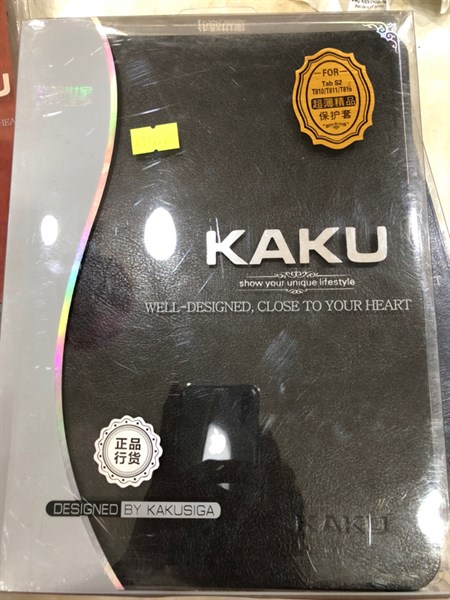 FOR
Tab S2
T810/T811/T815
超薄精品
保护套
KAKU
show your unique lifestyle
WELL-DESIGNED, CLOSE TO YOUR HEART
正品
行货
DESIGNED BY KAKUSIGA
KAKU